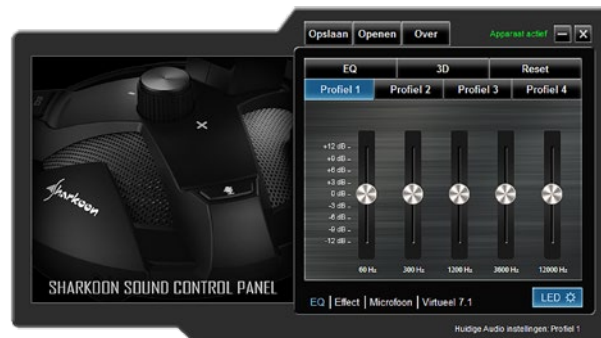 Opslaan Openen Over
Apparaat actief
EQ 3D Reset
Profiel 1 Profiel 2 Profiel 3 Profiel 4
+12 dB
+9 dB
+6 dB
+3 dB
0 dB
-3 dB
-6 dB
-9 dB
-12 dB
60 Hz 300 Hz 1200 Hz 3600 Hz 12000 Hz
Sharkoon
SHARKOON SOUND CONTROL PANEL
EQ | Effect | Microfoon | Virtueel 7.1
LED
Huidige Audio instellingen: Profiel 1